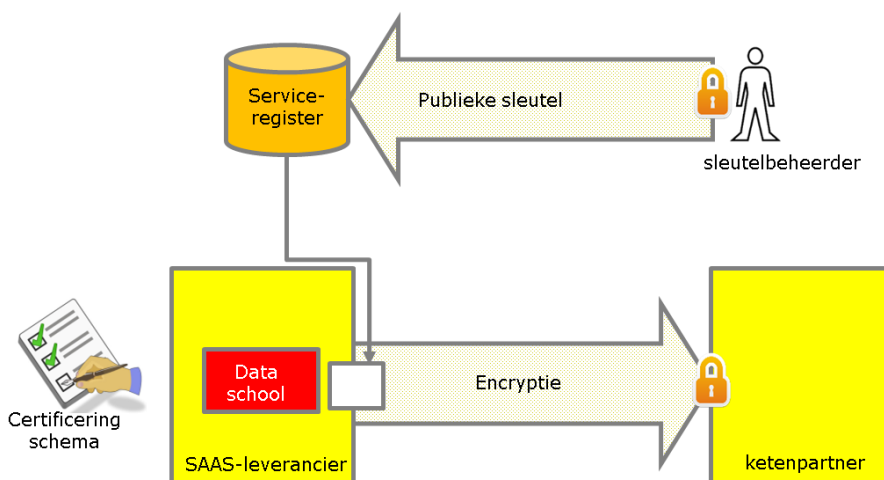 Service-
register
Publieke sleutel
sleutelbeheerder
Data
school
Encryptie
Certificering
schema
SAAS-leverancier
ketenpartner